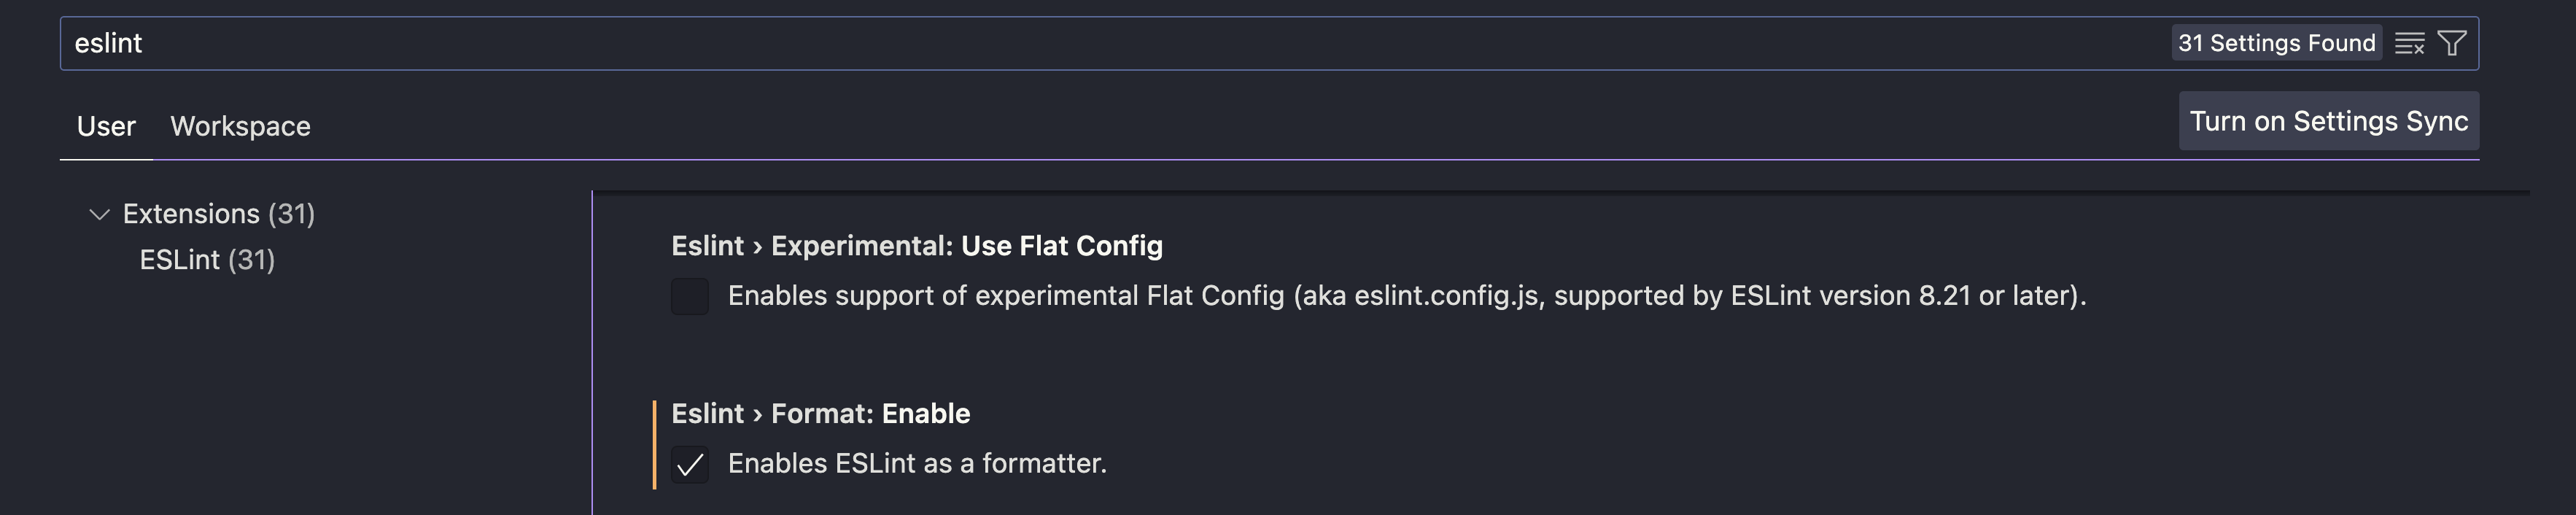 eslint
31 Settings Found
User
Workspace
Turn on Settings Sync
Extensions (31)
ESLint (31)
Eslint › Experimental: Use Flat Config
Enables support of experimental Flat Config (aka eslint.config.js, supported by ESLint version 8.21 or later).
Eslint › Format: Enable
Enables ESLint as a formatter.